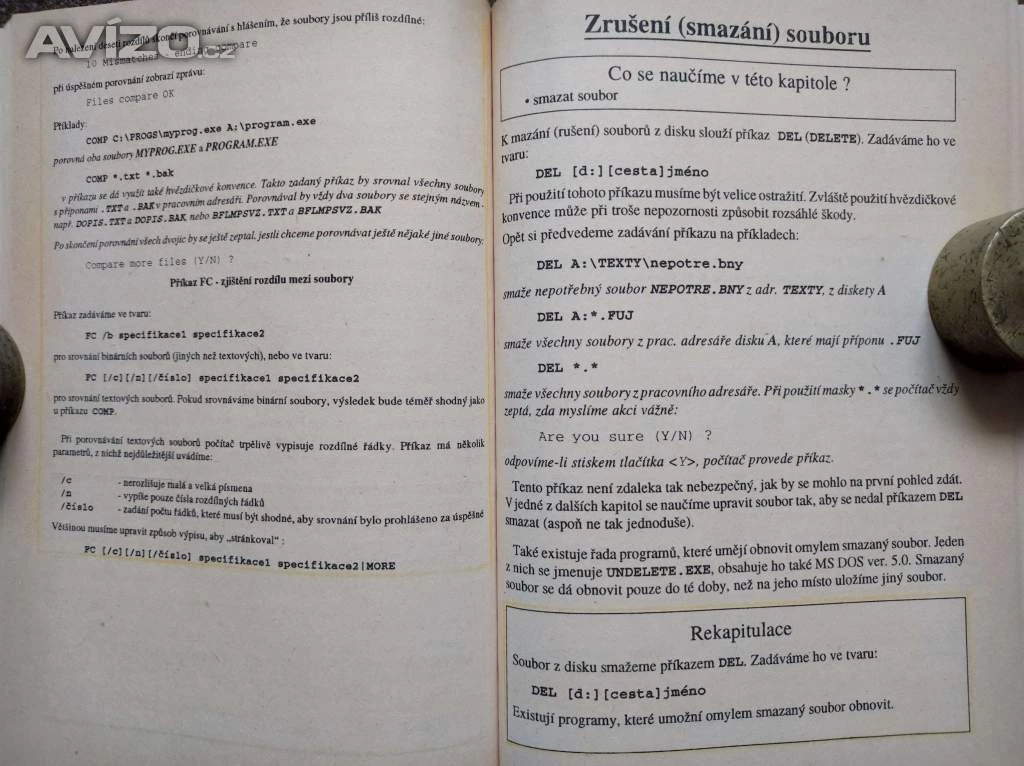 AVÍZO.cz
Po nalezení deseti rozdílů skončí porovnávání s hlášením, že soubory jsou příliš rozdílné:
10 Mismatches - ending compare
při úspěšném porovnání zobrazí zprávu:
Files compare OK
Příklady:
COMP C:\PROGS\myprog.exe A:\program.exe
porovná oba soubory MYPROG.EXE a PROGRAM.EXE
COMP *.txt *.bak
v příkazu se dá využít také hvězdičkové konvence. Takto zadaný příkaz by srovnal všechny soubory
s příponami .TXT a .BAK v pracovním adresáři. Porovnával by vždy dva soubory se stejným názvem.
např. DOPIS.TXT a DOPIS.BAK, nebo BFLMPSVZ.TXT a BFLMPSVZ.BAK
Po skončení porovnání všech dvojic by se ještě zeptal, jestli chceme porovnávat ještě nějaké jiné soubory.
Compare more files (Y/N) ?
Příkaz FC - zjištění rozdílu mezi soubory
Příkaz zadáváme ve tvaru:
FC /b specifikace1 specifikace2
pro srovnání binárních souborů (jiných než textových), nebo ve tvaru:
FC [/c][/n][/číslo] specifikace1 specifikace2
pro srovnání textových souborů. Pokud srovnáváme binární soubory, výsledek bude téměř shodný jako
u příkazu COMP.
Při porovnávání textových souborů počítač trpělivě vypisuje rozdílné řádky. Příkaz má několik
parametrů, z nichž nejdůležitější uvádíme:
/c - nerozlišuje malá a velká písmena
/n - vypíše pouze čísla rozdílných řádků
/číslo - zadání počtu řádků, které musí být shodné, aby srovnání bylo prohlášeno za úspěšné
Většinou musíme upravit způsob výpisu, aby „stránkoval“ :
FC [/c][/n][/číslo] specifikace1 specifikace2|MORE
Zrušení (smazání) souboru
Co se naučíme v této kapitole ?
• smazat soubor
K mazání (rušení) souborů z disku slouží příkaz DEL (DELETE). Zadáváme ho ve
tvaru:
DEL [d:][cesta]jméno
Při použití tohoto příkazu musíme být velice ostražití. Zvláště použití hvězdičkové
konvence může při troše nepozornosti způsobit rozsáhlé škody.
Opět si předvedeme zadávání příkazu na příkladech:
DEL A:\TEXTY\nepotre.bny
smaže nepotřebný soubor NEPOTRE.BNY z adr. TEXTY, z diskety A
DEL A:*.FUJ
smaže všechny soubory z prac. adresáře disku A, které mají příponu .FUJ
DEL *.*
smaže všechny soubory z pracovního adresáře. Při použití masky *.* se počítač vždy
zeptá, zda myslíme akci vážně:
Are you sure (Y/N) ?
odpovíme-li stiskem tlačítka <Y>, počítač provede příkaz.
Tento příkaz není zdaleka tak nebezpečný, jak by se mohlo na první pohled zdát.
V jedné z dalších kapitol se naučíme upravit soubor tak, aby se nedal příkazem DEL
smazat (aspoň ne tak jednoduše).
Také existuje řada programů, které umějí obnovit omylem smazaný soubor. Jeden
z nich se jmenuje UNDELETE.EXE, obsahuje ho také MS DOS ver. 5.0. Smazaný
soubor se dá obnovit pouze do té doby, než na jeho místo uložíme jiný soubor.
Rekapitulace
Soubor z disku smažeme příkazem DEL. Zadáváme ho ve tvaru:
DEL [d:][cesta]jméno
Existují programy, které umožní omylem smazaný soubor obnovit.